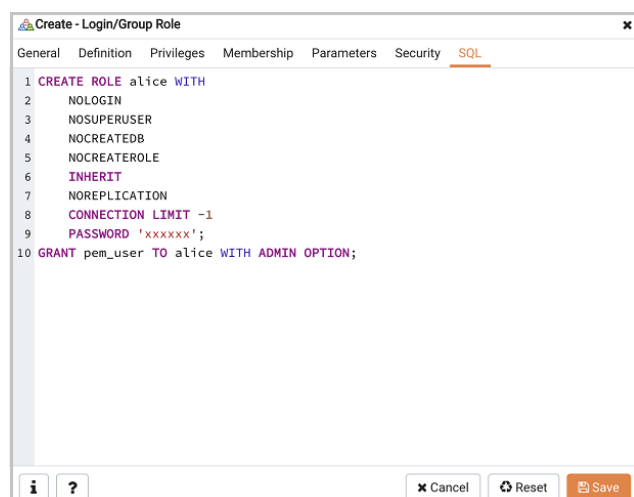 Create - Login/Group Role
General Definition Privileges Membership Parameters Security SQL
1 CREATE ROLE alice WITH
2 NOLOGIN
3 NOSUPERUSER
4 NOCREATEDB
5 NOCREATEROLE
6 INHERIT
7 NOREPLICATION
8 CONNECTION LIMIT -1
9 PASSWORD 'xxxxxx';
10 GRANT pem_user TO alice WITH ADMIN OPTION;
i ? Cancel Reset Save